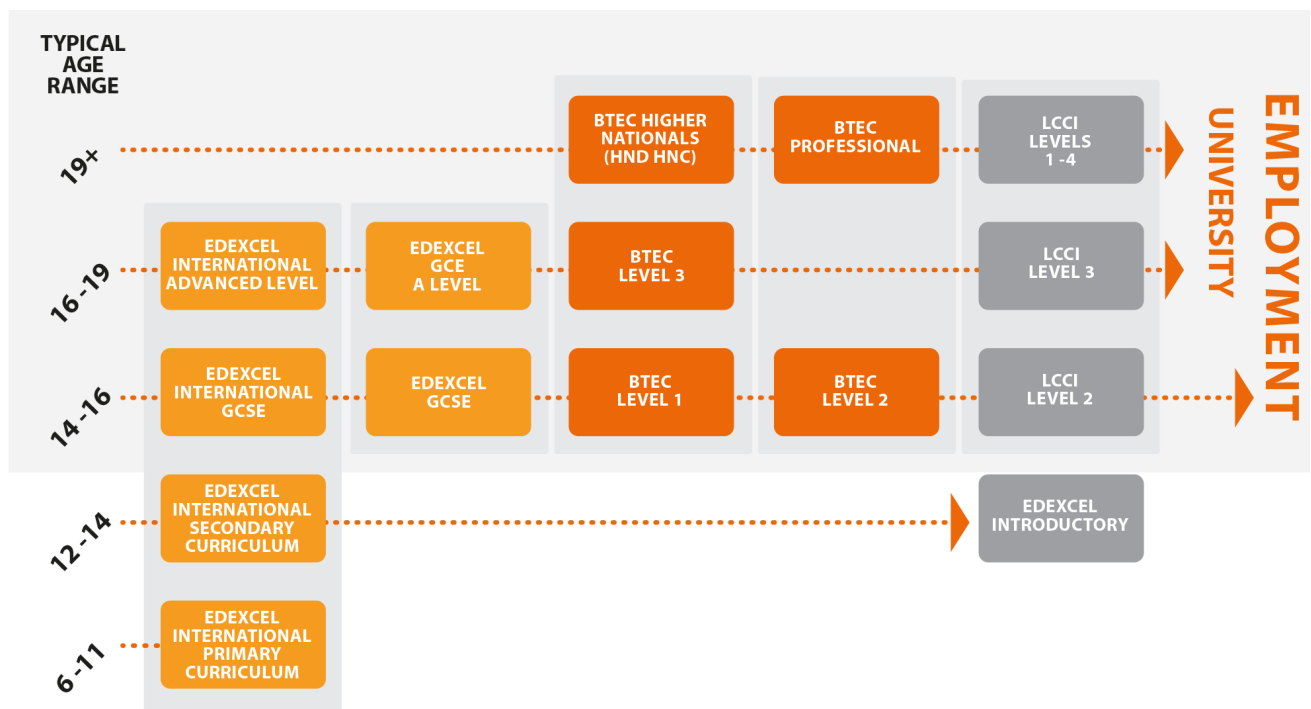 TYPICAL
AGE
RANGE
19+
BTEC HIGHER
NATIONALS
(HND HNC)
BTEC
PROFESSIONAL
LCCI
LEVELS
1 -4
16 -19
EDEXCEL
INTERNATIONAL
ADVANCED LEVEL
EDEXCEL
GCE
A LEVEL
BTEC
LEVEL 3
LCCI
LEVEL 3
UNIVERSITY
EMPLOYMENT
14 -16
EDEXCEL
INTERNATIONAL
GCSE
EDEXCEL
GCSE
BTEC
LEVEL 1
BTEC
LEVEL 2
LCCI
LEVEL 2
12 -14
EDEXCEL
INTERNATIONAL
SECONDARY
CURRICULUM
EDEXCEL
INTRODUCTORY
6 -11
EDEXCEL
INTERNATIONAL
PRIMARY
CURRICULUM